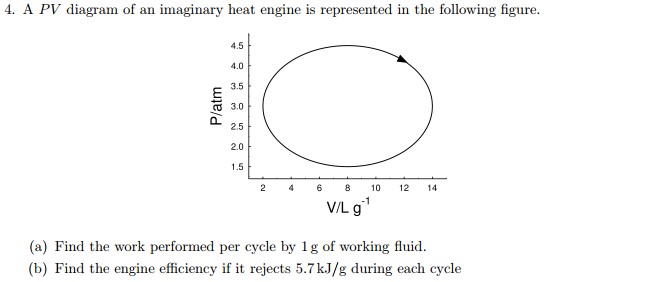 4. A PV diagram of an imaginary heat engine is represented in the following figure.
4.5
4.0
3.5
3.0
2.5
2.0
1.5
P/atm
2 4 6 8 10 12 14
V/L g⁻¹
(a) Find the work performed per cycle by 1 g of working fluid.
(b) Find the engine efficiency if it rejects 5.7 kJ/g during each cycle